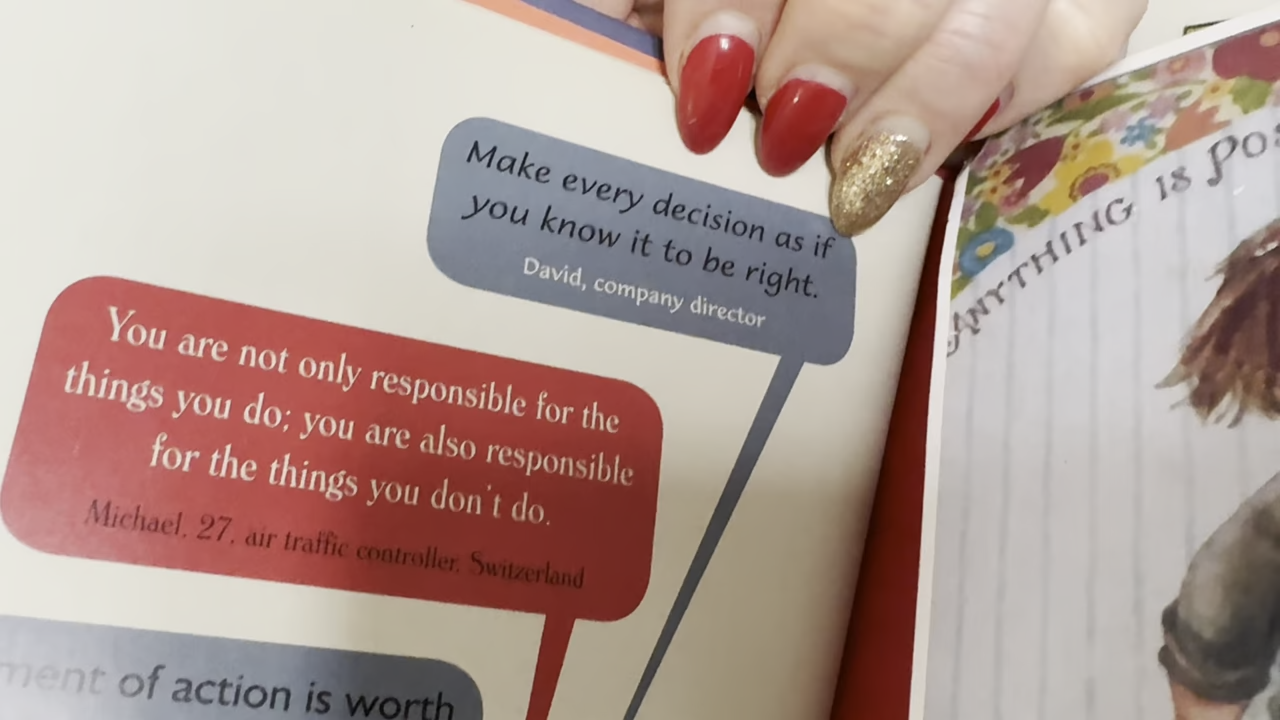 Make every decision as if
you know it to be right.
David, company director
You are not only responsible for the
things you do; you are also responsible
for the things you don't do.
Michael, 27, air traffic controller, Switzerland
of action is worth
ANYTHING IS